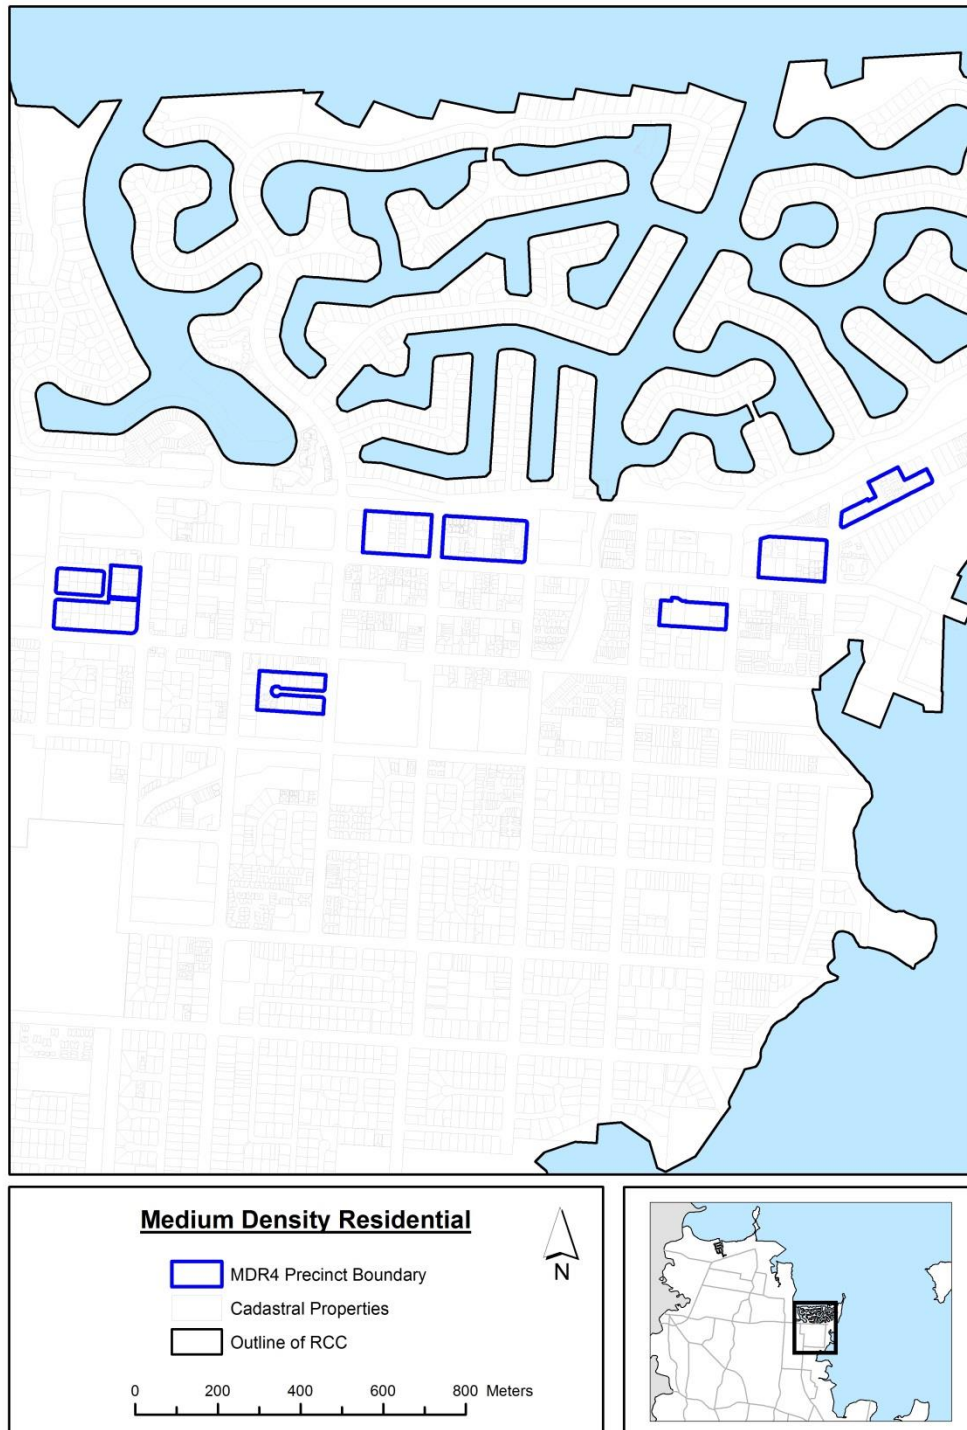 Medium Density Residential
MDR4 Precinct Boundary
Cadastral Properties
Outline of RCC
N
0 200 400 600 800 Meters